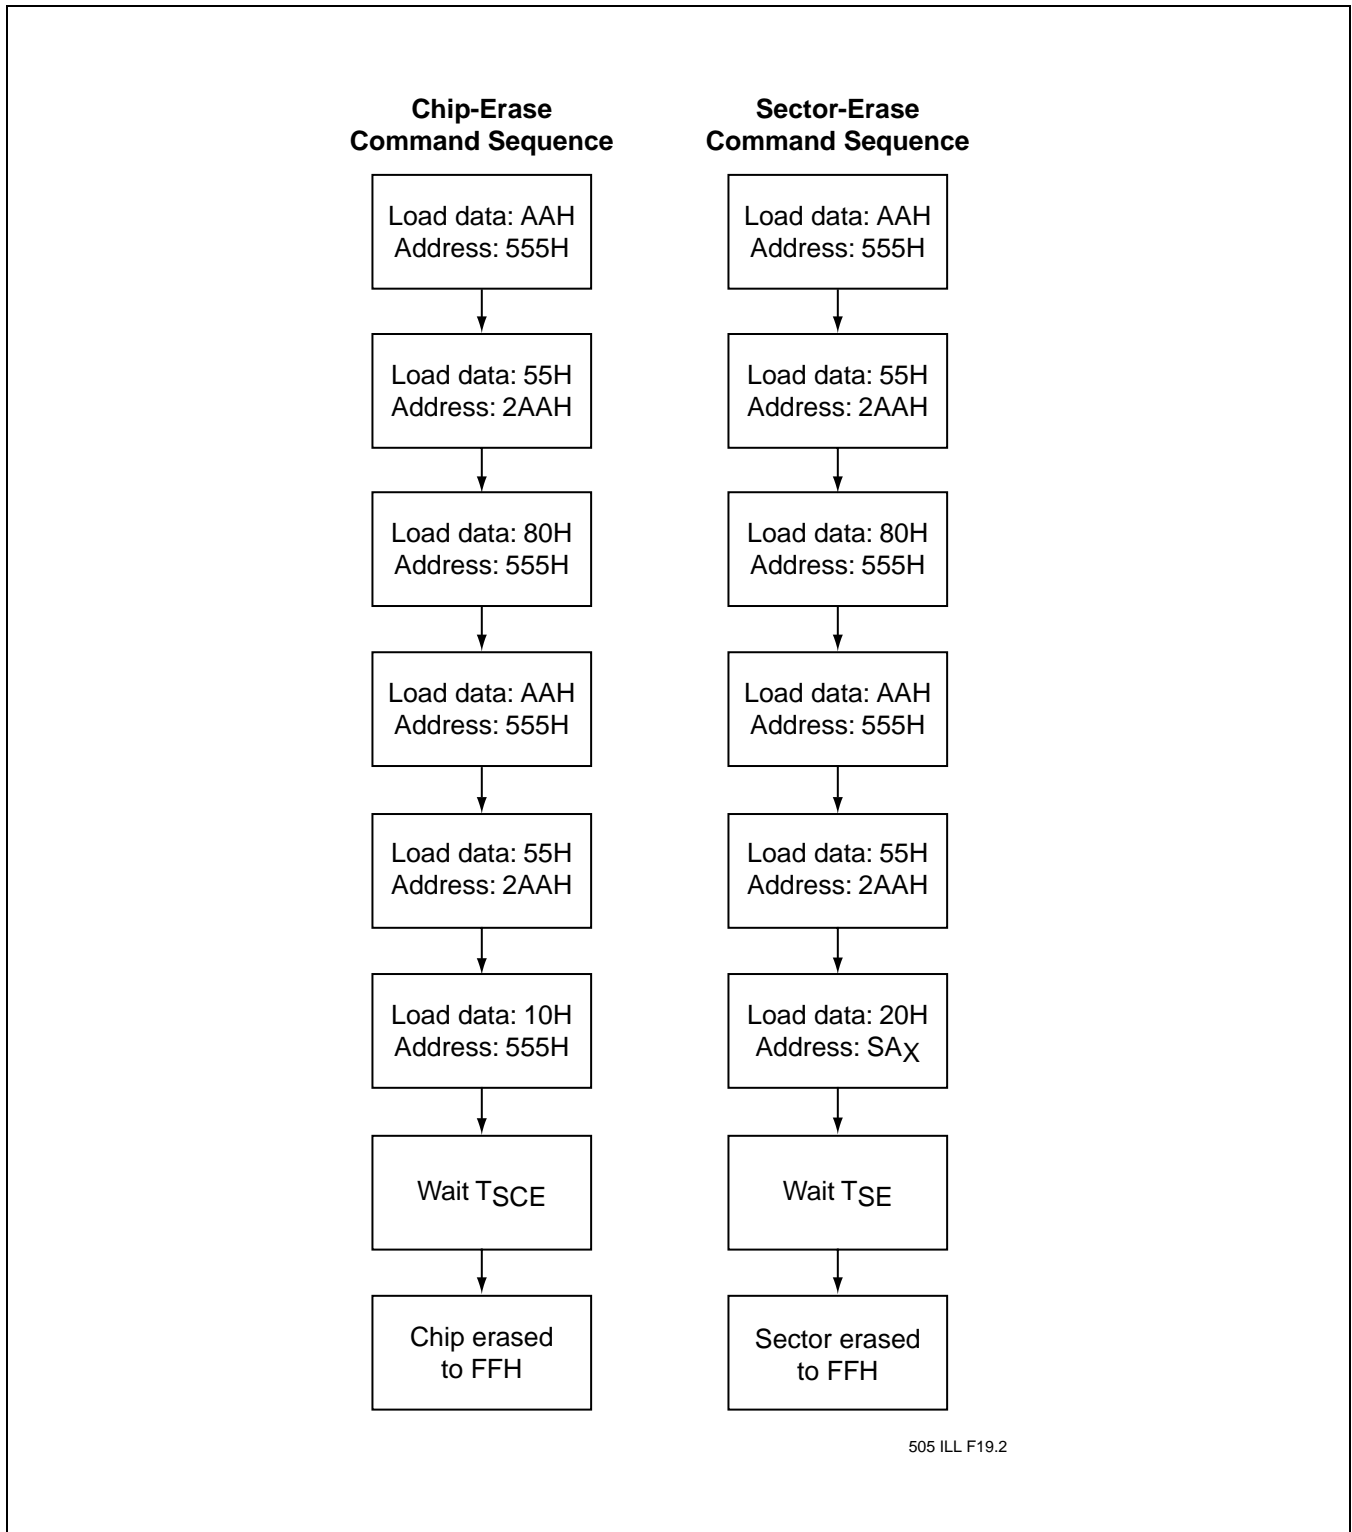 Chip-Erase
Command Sequence
Load data: AAH
Address: 555H
Load data: 55H
Address: 2AAH
Load data: 80H
Address: 555H
Load data: AAH
Address: 555H
Load data: 55H
Address: 2AAH
Load data: 10H
Address: 555H
Wait TSCE
Chip erased
to FFH
Sector-Erase
Command Sequence
Load data: AAH
Address: 555H
Load data: 55H
Address: 2AAH
Load data: 80H
Address: 555H
Load data: AAH
Address: 555H
Load data: 55H
Address: 2AAH
Load data: 20H
Address: SAX
Wait TSE
Sector erased
to FFH
505 ILL F19.2